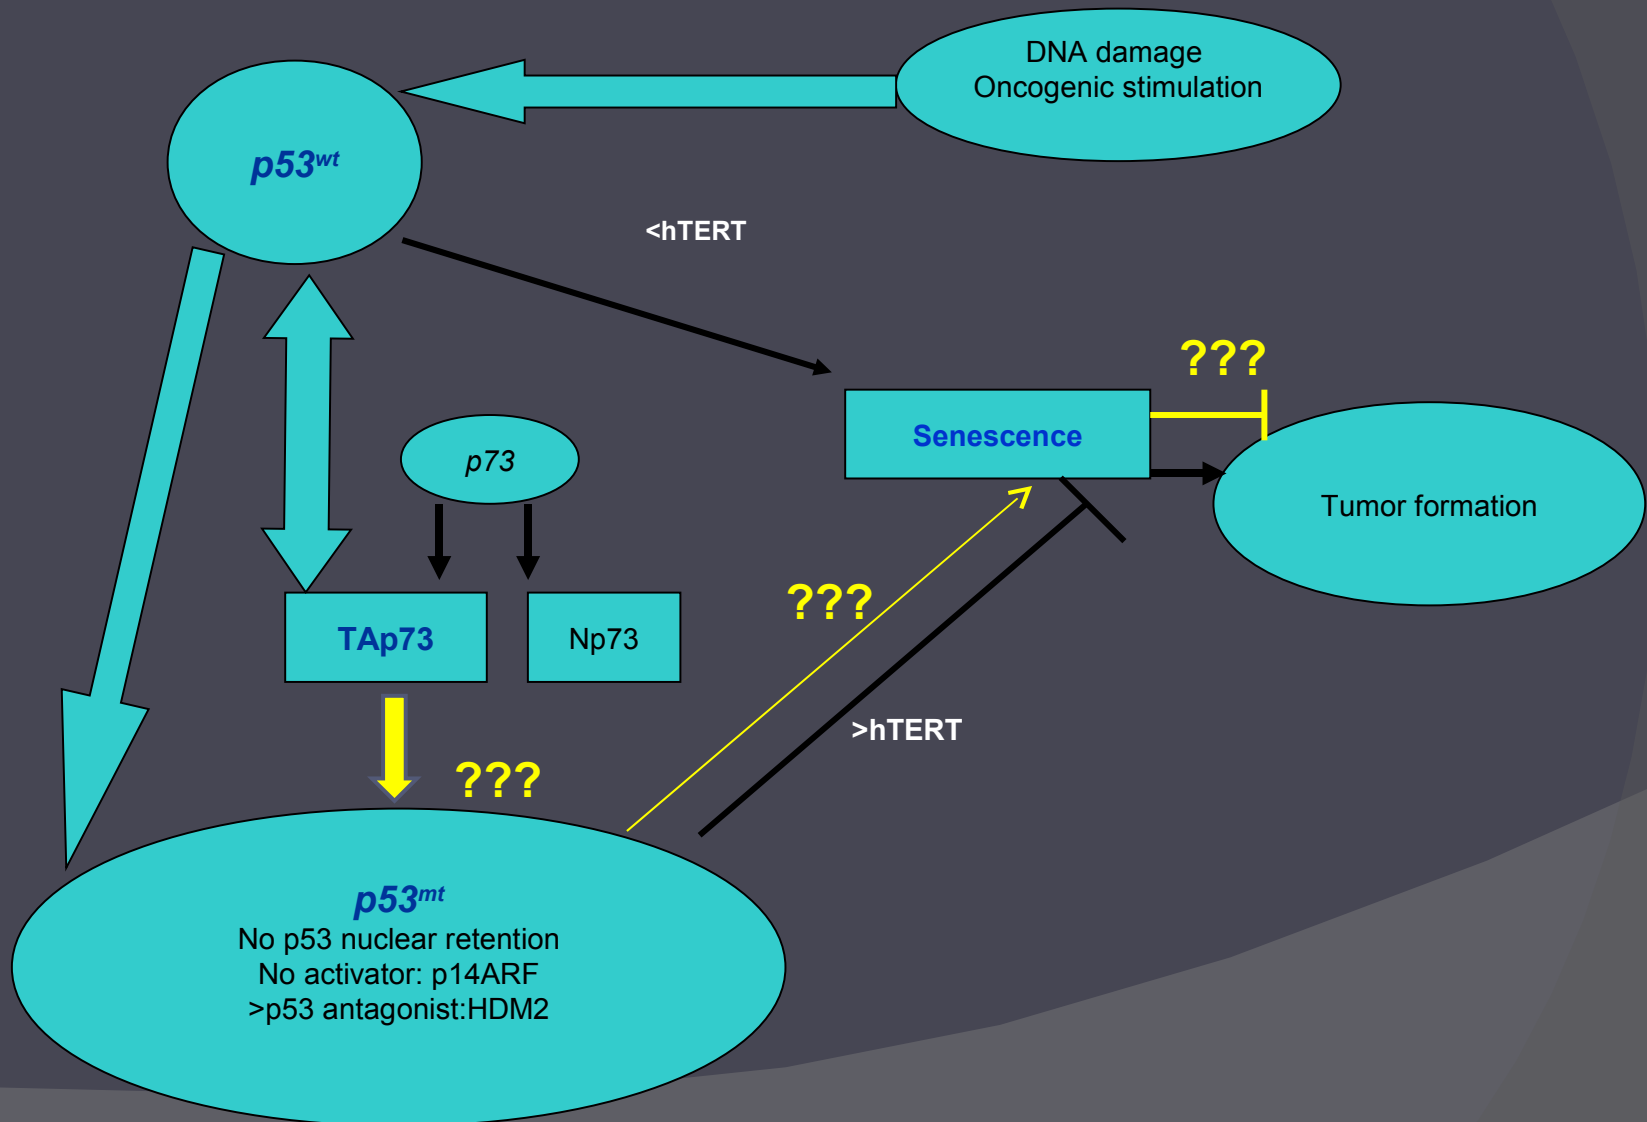 DNA damage
Oncogenic stimulation
p53wt
<hTERT
???
Senescence
p73
Tumor formation
???
TAp73
Np73
>hTERT
???
p53mt
No p53 nuclear retention
No activator: p14ARF
>p53 antagonist:HDM2